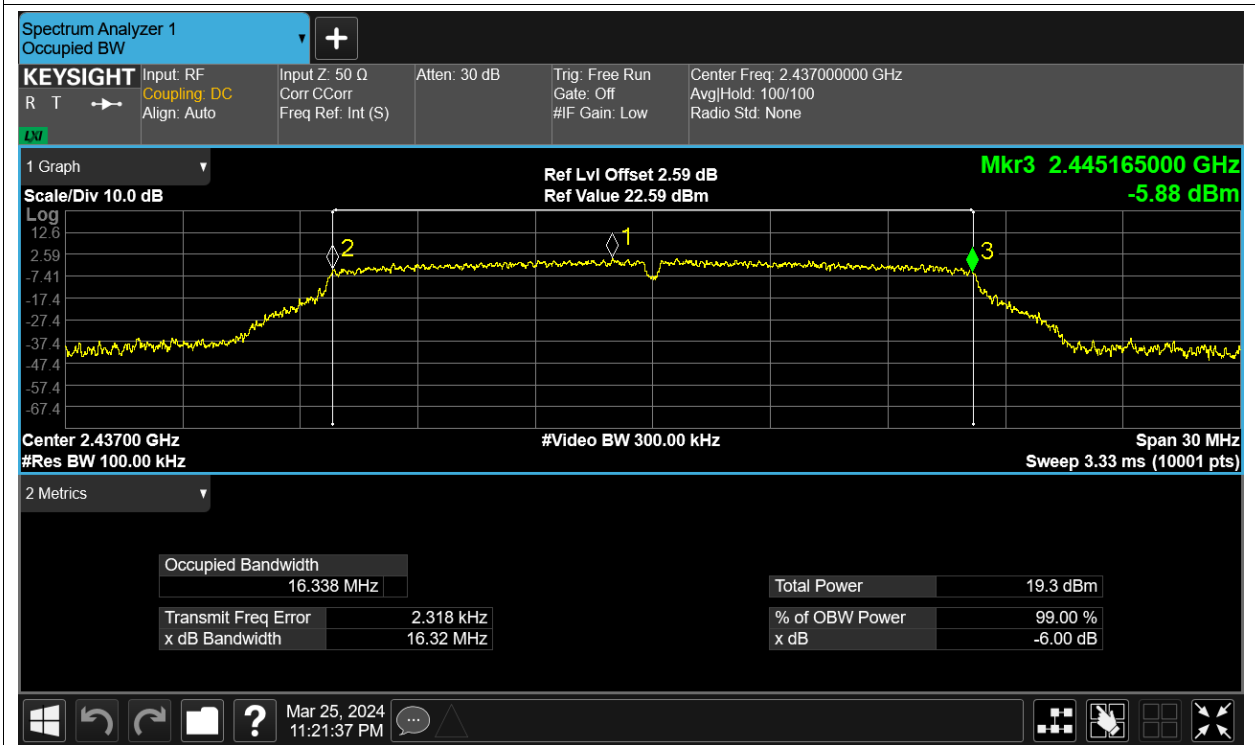 Spectrum Analyzer 1
Occupied BW
KEYSIGHT
R T
LXI
Input: RF
Coupling: DC
Align: Auto
Input Z: 50 Ω
Corr CCorr
Freq Ref: Int (S)
Atten: 30 dB
Trig: Free Run
Gate: Off
#IF Gain: Low
Center Freq: 2.437000000 GHz
Avg|Hold: 100/100
Radio Std: None
1 Graph
Scale/Div 10.0 dB
Ref Lvl Offset 2.59 dB
Ref Value 22.59 dBm
Mkr3 2.445165000 GHz
-5.88 dBm
Log
12.6
2.59
-7.41
-17.4
-27.4
-37.4
-47.4
-57.4
-67.4
2
1
3
Center 2.43700 GHz
#Res BW 100.00 kHz
#Video BW 300.00 kHz
Span 30 MHz
Sweep 3.33 ms (10001 pts)
2 Metrics
Occupied Bandwidth
16.338 MHz
Transmit Freq Error 2.318 kHz
x dB Bandwidth 16.32 MHz
Total Power 19.3 dBm
% of OBW Power 99.00 %
x dB -6.00 dB
?
Mar 25, 2024
11:21:37 PM